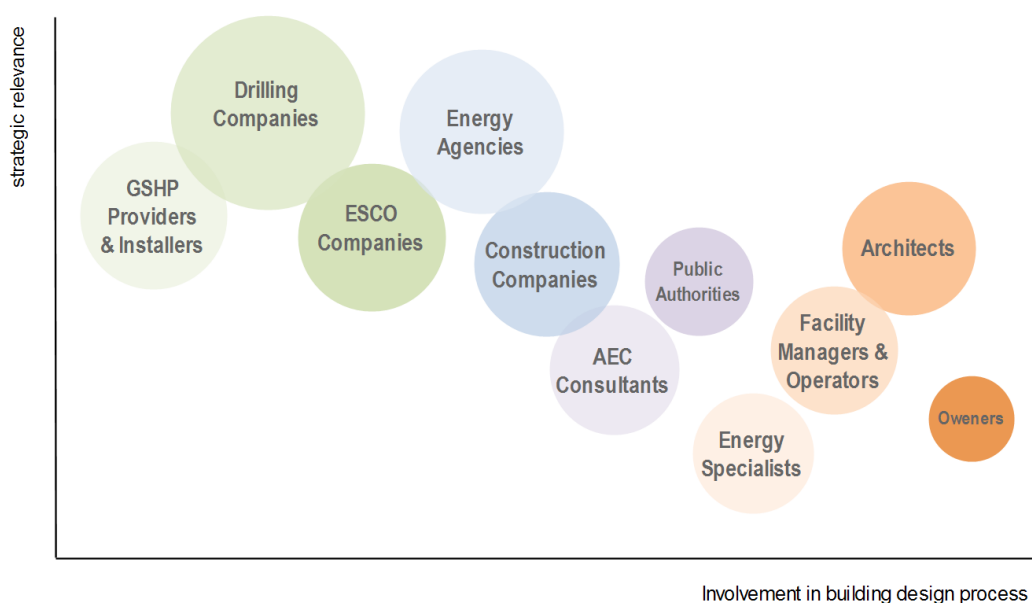 strategic relevance
Drilling
Companies
Energy
Agencies
GSHP
Providers
& Installers
ESCO
Companies
Construction
Companies
Public
Authorities
Architects
AEC
Consultants
Facility
Managers &
Operators
Oweners
Energy
Specialists
Involvement in building design process